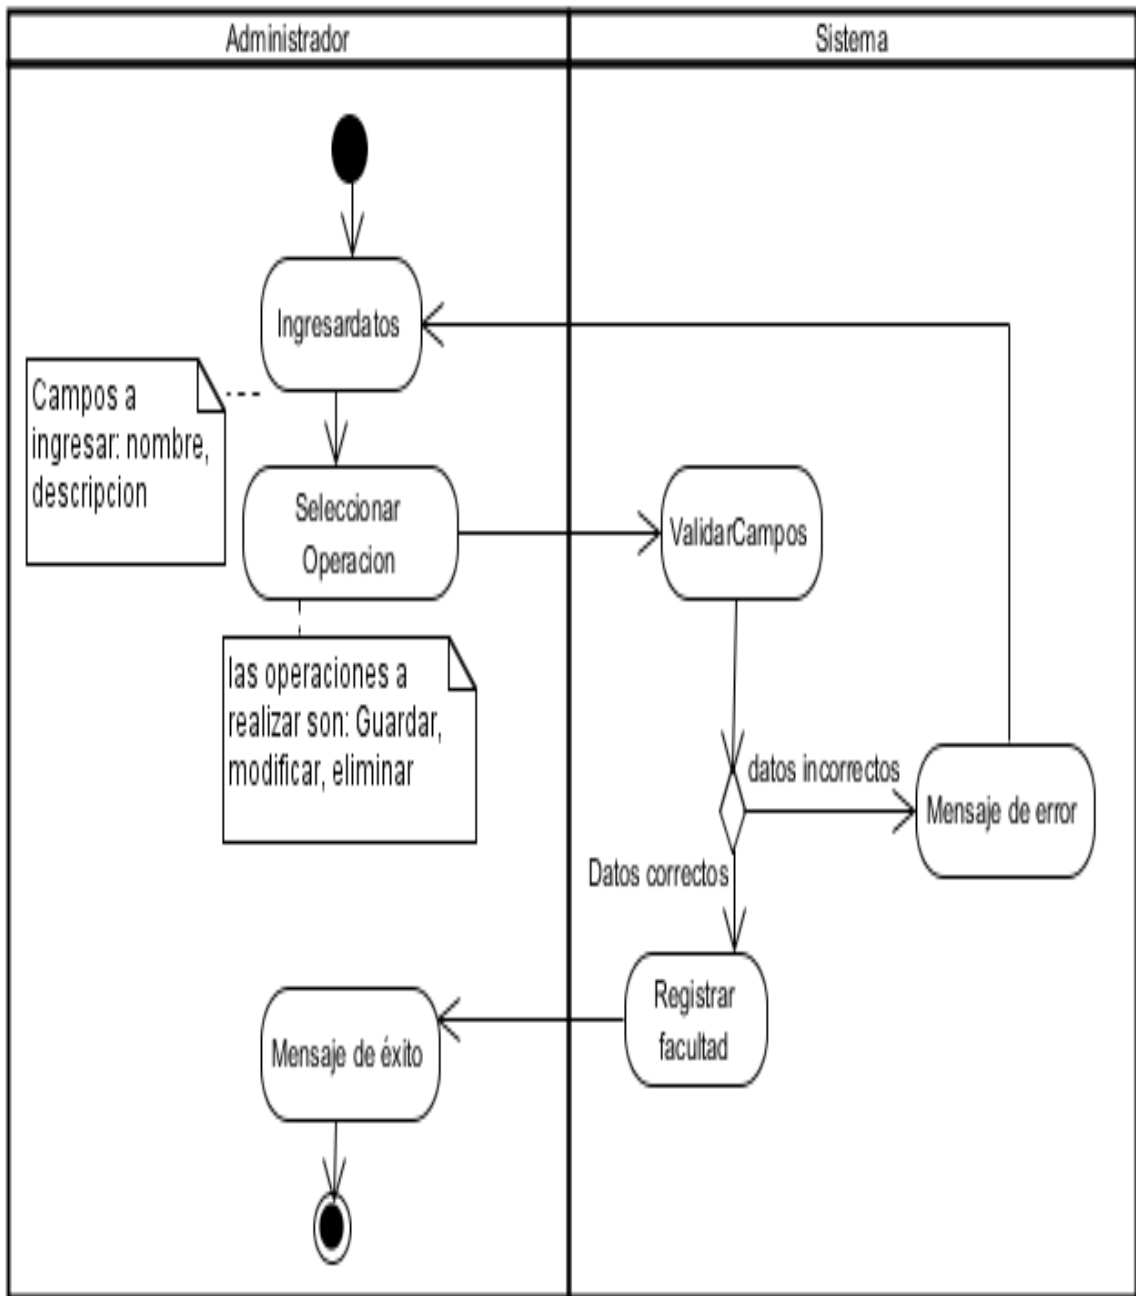 Administrador
Sistema
Ingresardatos
Campos a
ingresar: nombre,
descripcion
Seleccionar
Operacion
ValidarCampos
las operaciones a
realizar son: Guardar,
modificar, eliminar
datos incorrectos
Mensaje de error
Datos correctos
Registrar
facultad
Mensaje de éxito